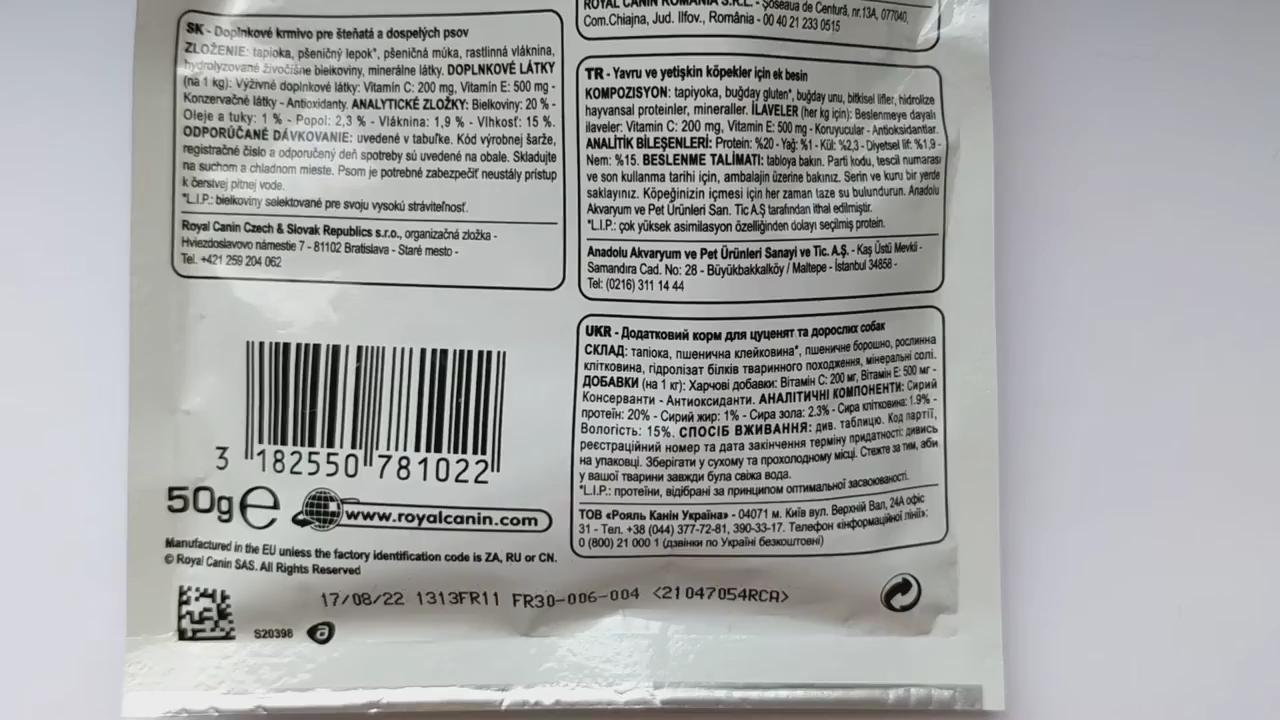 SK - Doplnkové krmivo pre šteňatá a dospelých psov
ZLOŽENIE: tapioka, pšeničný lepok*, pšeničná múka, rastlinná vláknina,
hydrolyzované živočíšne bielkoviny, minerálne látky. DOPLNKOVÉ LÁTKY
(na 1 kg): Výživné doplnkové látky: Vitamín C: 200 mg, Vitamín E: 500 mg -
Konzervačné látky - Antioxidanty. ANALYTICKÉ ZLOŽKY: Bielkoviny: 20 % -
Oleje a tuky: 1 % - Popol: 2,3 % - Vláknina: 1,9 % - Vlhkosť: 15 %.
ODPORÚČANÉ DÁVKOVANIE: uvedené v tabuľke. Kód výrobnej šarže,
registračné číslo a odporučený deň spotreby sú uvedené na obale. Skladujte
na suchom a chladnom mieste. Psom je potrebné zabezpečiť neustály prístup
k čerstvej pitnej vode.
*L.I.P.: bielkoviny selektované pre svoju vysokú stráviteľnosť.
Royal Canin Czech & Slovak Republics s.r.o., organizačná zložka -
Hviezdoslavovo námestie 7 - 81102 Bratislava - Staré mesto -
Tel. +421 259 204 062
ROYAL CANIN ROMANIA S.R.L. - Șoseaua de Centură, nr.13A, 077040,
Com.Chiajna, Jud. Ilfov., România - 00 40 21 233 0515
TR - Yavru ve yetişkin köpekler için ek besin
KOMPOZISYON: tapiyoka, buğday gluten*, buğday unu, bitkisel lifler, hidrolize
hayvansal proteinler, mineraller. İLAVELER (her kg için): Beslenmeye dayalı
ilaveler: Vitamin C: 200 mg, Vitamin E: 500 mg - Koruyucular - Antioksidantlar.
ANALİTİK BİLEŞENLERİ: Protein: %20 - Yağ: %1 - Kül: %2,3 - Diyetsel lif: %1,9 -
Nem: %15. BESLENME TALİMATI: tabloya bakın. Parti kodu, tescil numarası
ve son kullanma tarihi için, ambalajın üzerine bakınız. Serin ve kuru bir yerde
saklayınız. Köpeğinizin içmesi için her zaman taze su bulundurun. Anadolu
Akvaryum ve Pet Ürünleri San. Tic A.Ş tarafından ithal edilmiştir.
*L.I.P.: çok yüksek asimilasyon özelliğinden dolayı seçilmiş protein.
Anadolu Akvaryum ve Pet Ürünleri Sanayi ve Tic. A.Ş. - Kaş Üstü Mevkii -
Samandıra Cad. No: 28 - Büyükbakkalköy / Maltepe - İstanbul 34858 -
Tel: (0216) 311 14 44
UKR - Додатковий корм для цуценят та дорослих собак
СКЛАД: тапіока, пшенична клейковина*, пшеничне борошно, рослинна
клітковина, гідролізат білків тваринного походження, мінеральні солі.
ДОБАВКИ (на 1 кг): Харчові добавки: Вітамін C: 200 мг, Вітамін E: 500 мг -
Консерванти - Антиоксиданти. АНАЛІТИЧНІ КОМПОНЕНТИ: Сирий
протеїн: 20% - Сирий жир: 1% - Сира зола: 2.3% - Сира клітковина: 1.9% -
Вологість: 15%. СПОСІБ ВЖИВАННЯ: див. таблицю. Код партії,
реєстраційний номер та дата закінчення терміну придатності: дивись
на упаковці. Зберігати у сухому та прохолодному місці. Стежте за тим, аби
у вашої тварини завжди була свіжа вода.
*L.I.P.: протеїни, відібрані за принципом оптимальної засвоюваності.
ТОВ «Рояль Канін Україна» - 04071 м. Київ вул. Верхній Вал, 24А офіс
31 - Тел. +38 (044) 377-72-81, 390-33-17. Телефон «інформаційної лінії»:
0 (800) 21 000 1 (дзвінки по Україні безкоштовні)
3 182550 781022
50g e
www.royalcanin.com
Manufactured in the EU unless the factory identification code is ZA, RU or CN.
© Royal Canin SAS. All Rights Reserved
17/08/22 1313FR11 FR30-006-004 <21047054RCA>
S20398 a